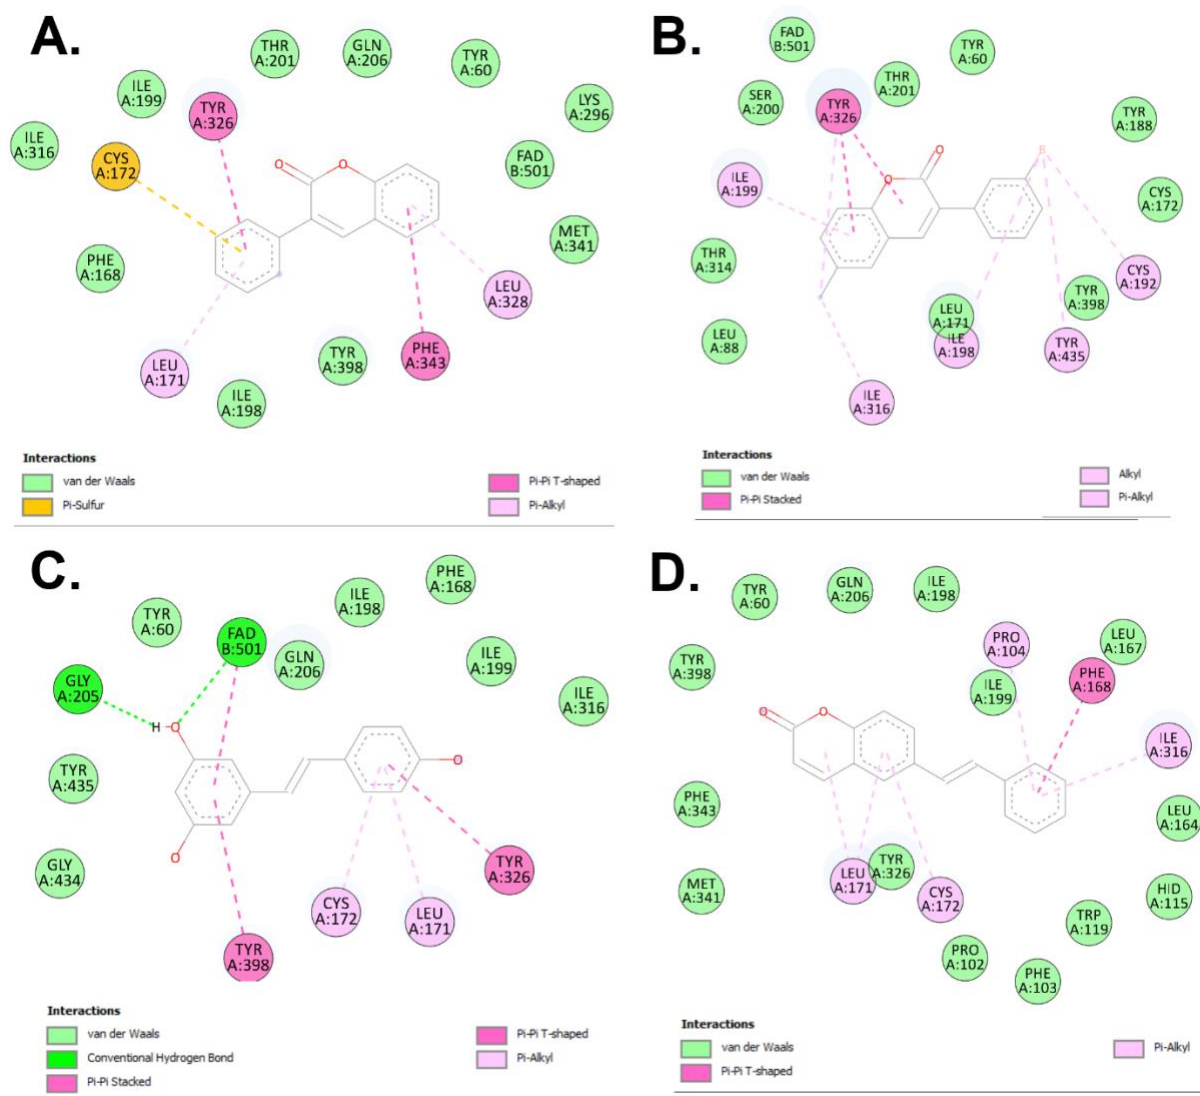 A.
THR
A:201
GLN
A:206
TYR
A:60
ILE
A:199
TYR
A:326
LYS
A:296
ILE
A:316
CYS
A:172
O
O
FAD
B:501
MET
A:341
PHE
A:168
LEU
A:328
LEU
A:171
TYR
A:398
PHE
A:343
ILE
A:198
Interactions
van der Waals
Pi-Sulfur
Pi-Pi T-shaped
Pi-Alkyl
B.
FAD
B:501
TYR
A:60
SER
A:200
TYR
A:326
THR
A:201
TYR
A:188
O
B
ILE
A:199
O
CYS
A:172
THR
A:314
CYS
A:192
LEU
A:88
LEU
A:171
ILE
A:198
TYR
A:398
TYR
A:435
ILE
A:316
Interactions
van der Waals
Pi-Pi Stacked
Alkyl
Pi-Alkyl
C.
PHE
A:168
ILE
A:198
TYR
A:60
FAD
B:501
GLN
A:206
ILE
A:199
GLY
A:205
ILE
A:316
H O
TYR
A:435
O
GLY
A:434
O
TYR
A:326
CYS
A:172
LEU
A:171
TYR
A:398
Interactions
van der Waals
Conventional Hydrogen Bond
Pi-Pi Stacked
Pi-Pi T-shaped
Pi-Alkyl
D.
TYR
A:60
GLN
A:206
ILE
A:198
PRO
A:104
LEU
A:167
TYR
A:398
ILE
A:199
PHE
A:168
O
O
ILE
A:316
PHE
A:343
LEU
A:164
MET
A:341
LEU
A:171
TYR
A:326
CYS
A:172
HID
A:115
TRP
A:119
PRO
A:102
PHE
A:103
Interactions
van der Waals
Pi-Pi T-shaped
Pi-Alkyl